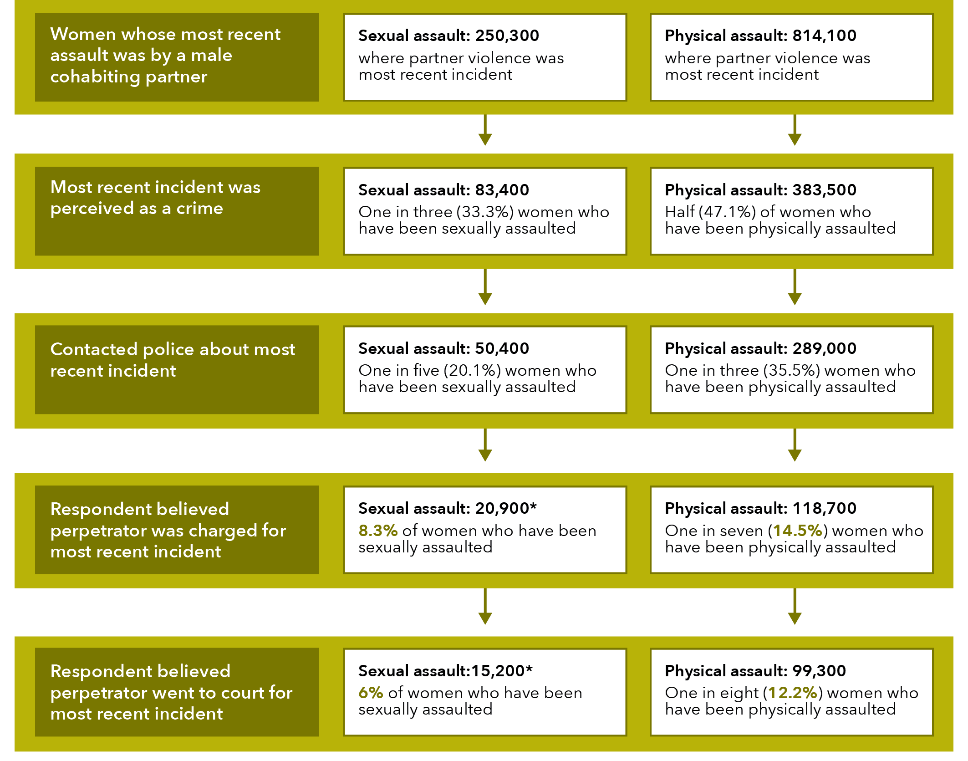 Women whose most recent
assault was by a male
cohabiting partner
Sexual assault: 250,300
where partner violence was
most recent incident
Physical assault: 814,100
where partner violence was
most recent incident
Most recent incident was
perceived as a crime
Sexual assault: 83,400
One in three (33.3%) women who
have been sexually assaulted
Physical assault: 383,500
Half (47.1%) of women who
have been physically assaulted
Contacted police about most
recent incident
Sexual assault: 50,400
One in five (20.1%) women who
have been sexually assaulted
Physical assault: 289,000
One in three (35.5%) women who
have been physically assaulted
Respondent believed
perpetrator was charged for
most recent incident
Sexual assault: 20,900*
8.3% of women who have been
sexually assaulted
Physical assault: 118,700
One in seven (14.5%) women who
have been physically assaulted
Respondent believed
perpetrator went to court for
most recent incident
Sexual assault:15,200*
6% of women who have been
sexually assaulted
Physical assault: 99,300
One in eight (12.2%) women who
have been physically assaulted